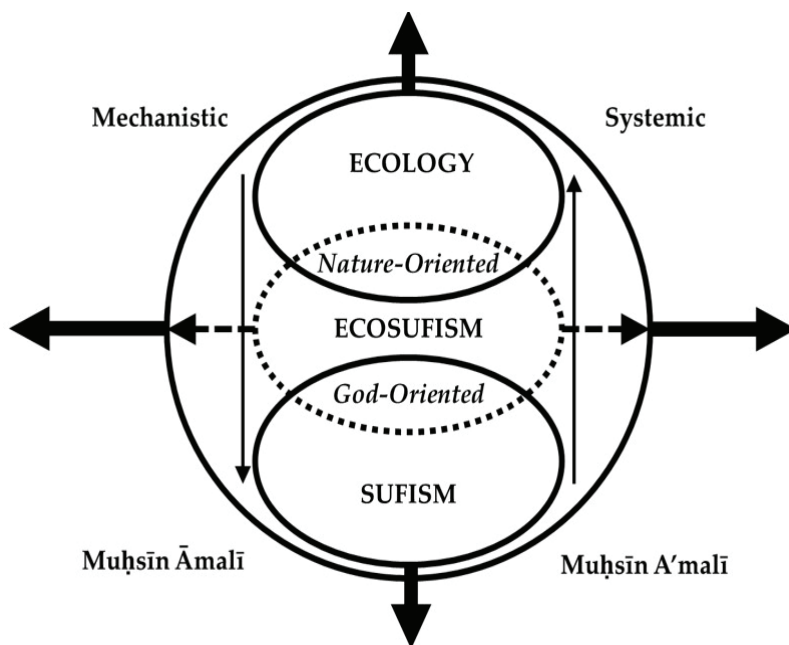 Mechanistic
Systemic
ECOLOGY
Nature-Oriented
ECOSUFISM
God-Oriented
SUFISM
Muḥsīn Āmalī
Muḥsīn A’malī